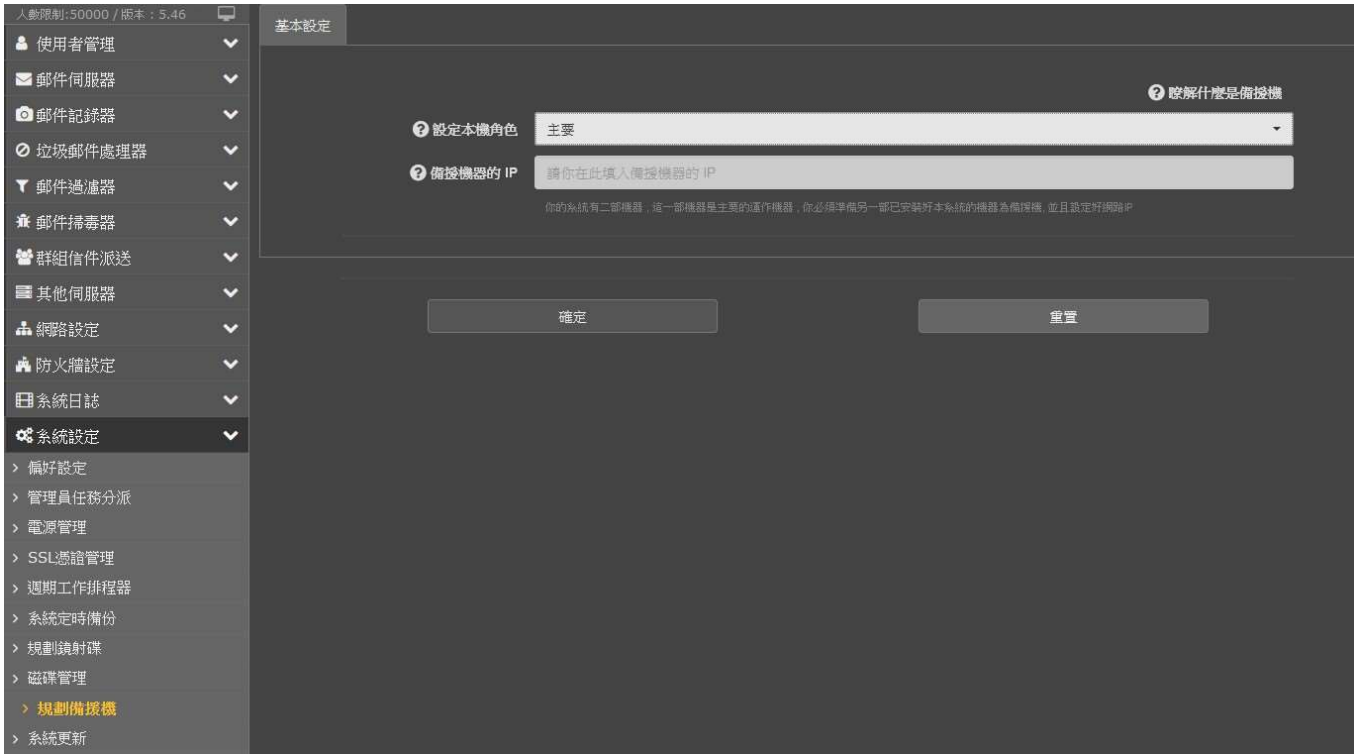 人數限制:50000 / 版本：5.46
使用者管理
郵件伺服器
郵件記錄器
垃圾郵件處理器
郵件過濾器
郵件掃毒器
群組信件派送
其他伺服器
網路設定
防火牆設定
系統日誌
系統設定
偏好設定
管理員任務分派
電源管理
SSL憑證管理
週期工作排程器
系統定時備份
規劃鏡射碟
磁碟管理
規劃備援機
系統更新
基本設定
瞭解什麼是備援機
設定本機角色
主要
備援機器的 IP
請你在此填入備援機器的 IP
你的系統有二部機器，這一部機器是主要的運作機器，你必須準備另一部已安裝好本系統的機器為備援機, 並且設定好網路IP
確定
重置